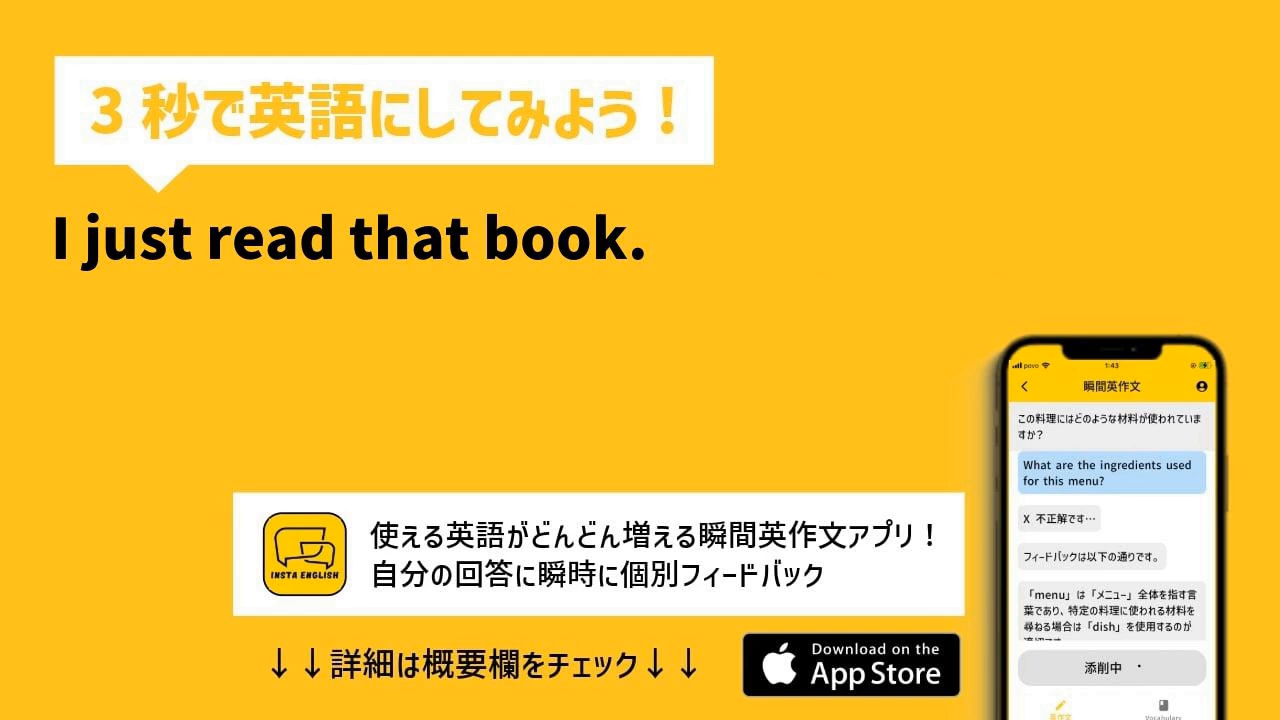 3 秒で英語にしてみよう！
I just read that book.
使える英語がどんどん増える瞬間英作文アプリ！
自分の回答に瞬時に個別フィードバック
INSTA ENGLISH
↓↓詳細は概要欄をチェック↓↓
Download on the
App Store
povo
1:43
瞬間英作文
この料理にはどのような材料が使われていま
すか？
What are the ingredients used
for this menu?
X 不正解です…
フィードバックは以下の通りです。
「menu」は「メニュー」全体を指す言
葉であり、特定の料理に使われる材料を
尋ねる場合は「dish」を使用するのが
添削中
英作文
Vocabulary